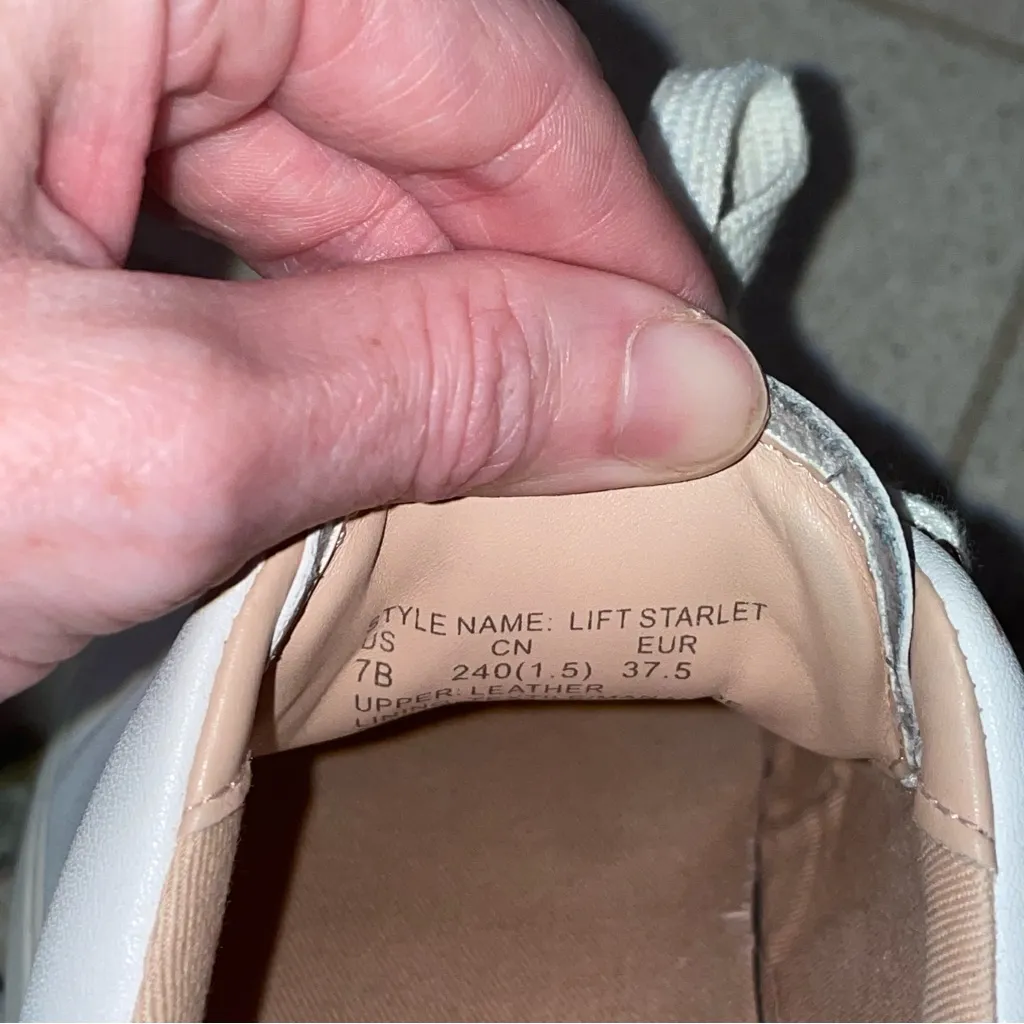 STYLE NAME: LIFT STARLET
US CN EUR
7B 240(1.5) 37.5
UPPER: LEATHER